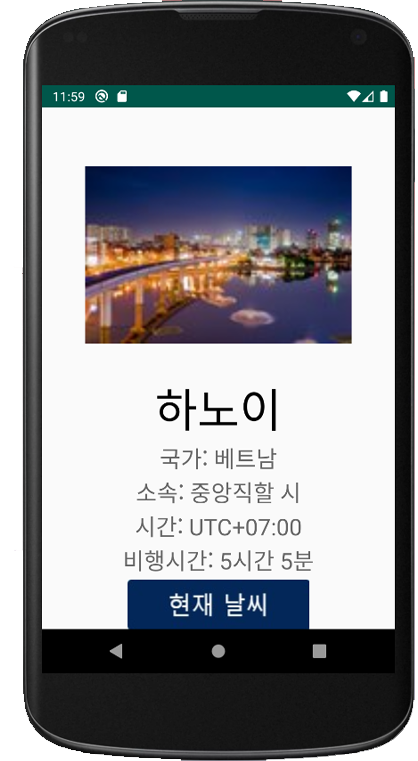 11:59
하노이
국가: 베트남
소속: 중앙직할 시
시간: UTC+07:00
비행시간: 5시간 5분
현재 날씨